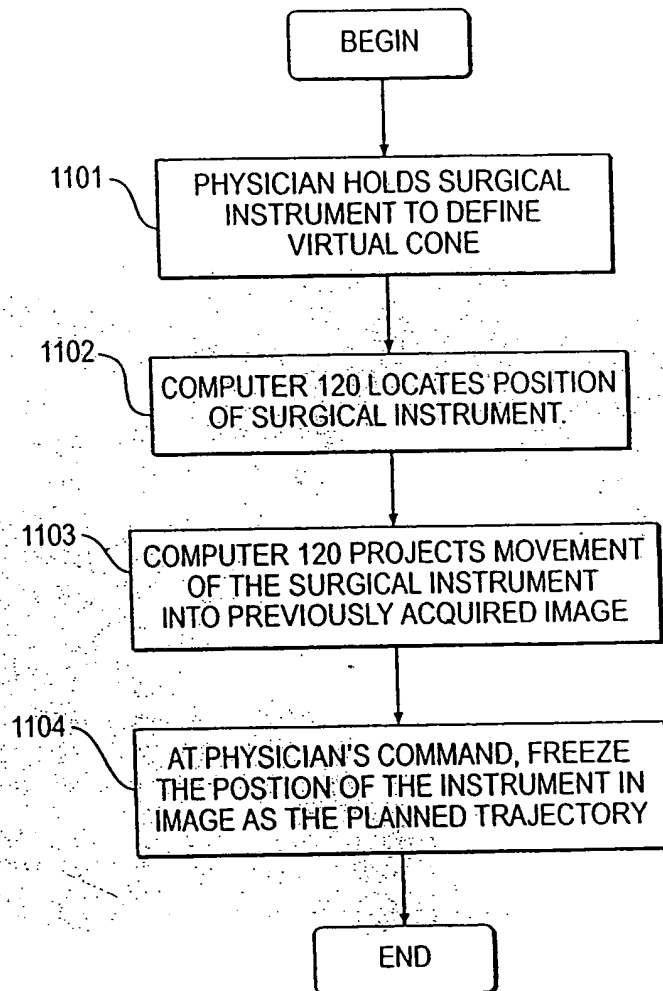 BEGIN
1101
PHYSICIAN HOLDS SURGICAL
INSTRUMENT TO DEFINE
VIRTUAL CONE
1102
COMPUTER 120 LOCATES POSITION
OF SURGICAL INSTRUMENT.
1103
COMPUTER 120 PROJECTS MOVEMENT
OF THE SURGICAL INSTRUMENT
INTO PREVIOUSLY ACQUIRED IMAGE
1104
AT PHYSICIAN'S COMMAND, FREEZE
THE POSTION OF THE INSTRUMENT IN
IMAGE AS THE PLANNED TRAJECTORY
END